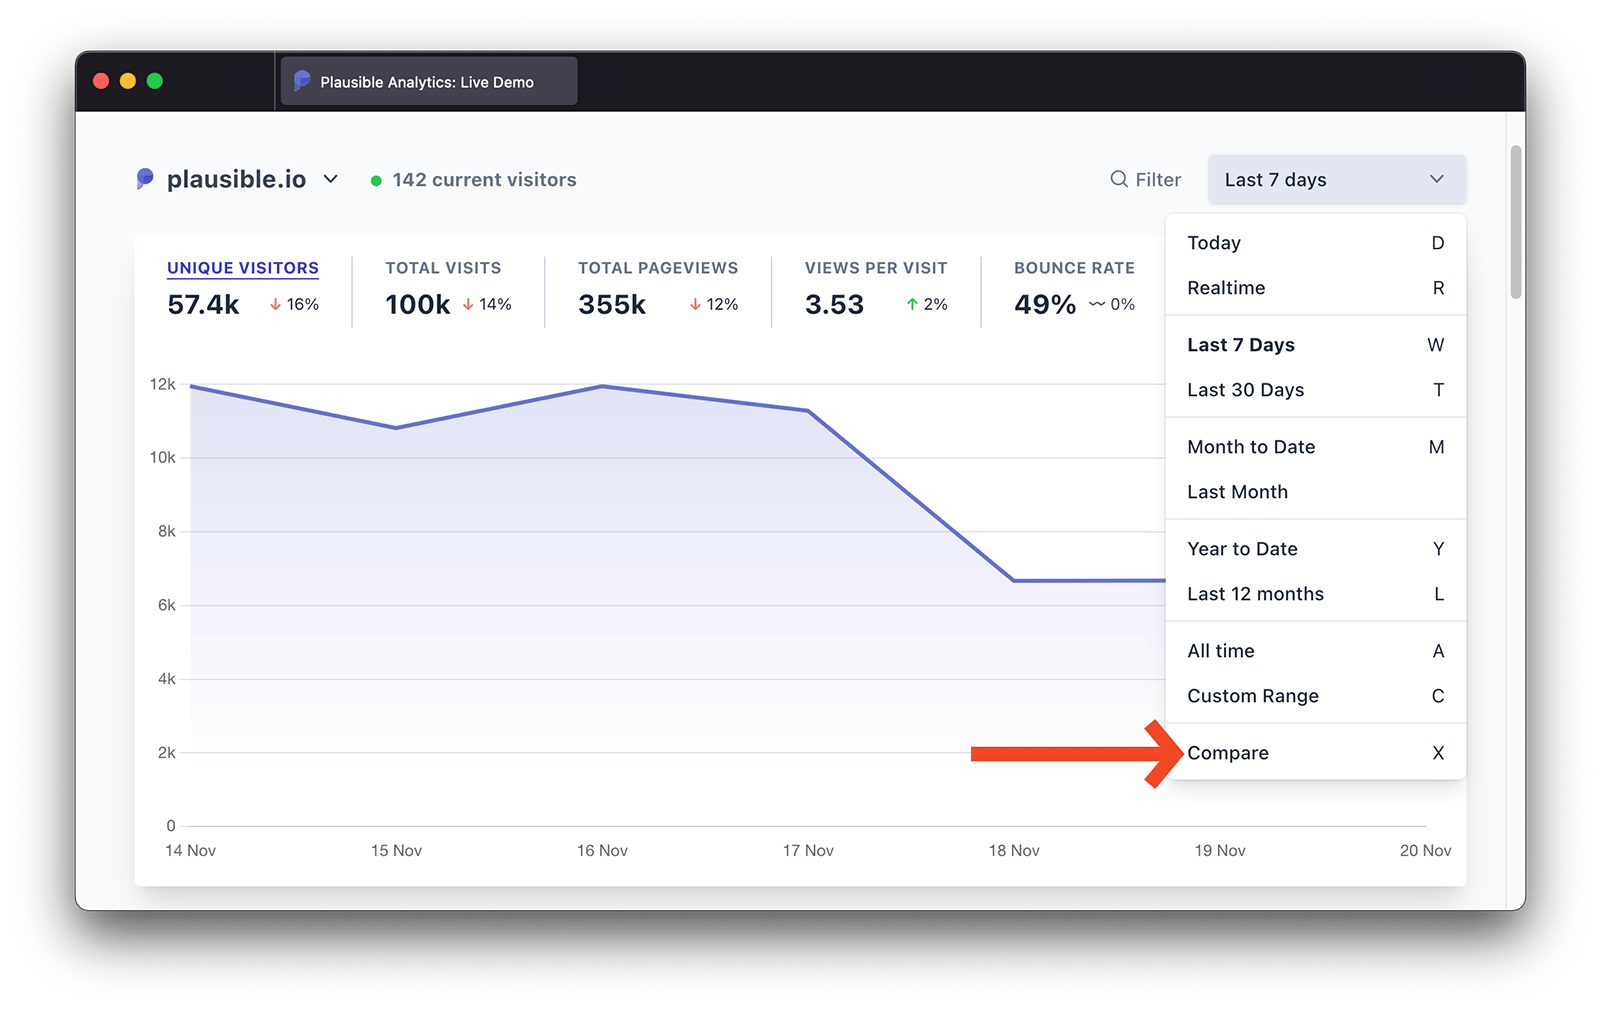 Plausible Analytics: Live Demo
plausible.io
142 current visitors
Filter
Last 7 days
UNIQUE VISITORS
57.4k 16%
TOTAL VISITS
100k 14%
TOTAL PAGEVIEWS
355k 12%
VIEWS PER VISIT
3.53 2%
BOUNCE RATE
49% 0%
Today D
Realtime R
Last 7 Days W
Last 30 Days T
Month to Date M
Last Month
Year to Date Y
Last 12 months L
All time A
Custom Range C
Compare X
12k
10k
8k
6k
4k
2k
0
14 Nov 15 Nov 16 Nov 17 Nov 18 Nov 19 Nov 20 Nov